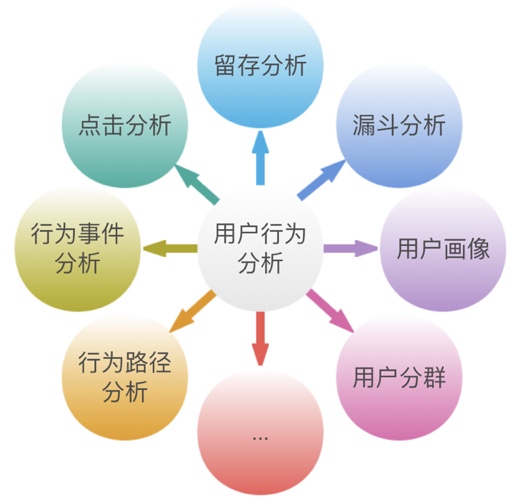 留存分析
点击分析
漏斗分析
行为事件
分析
用户行为
分析
用户画像
行为路径
分析
用户分群
...